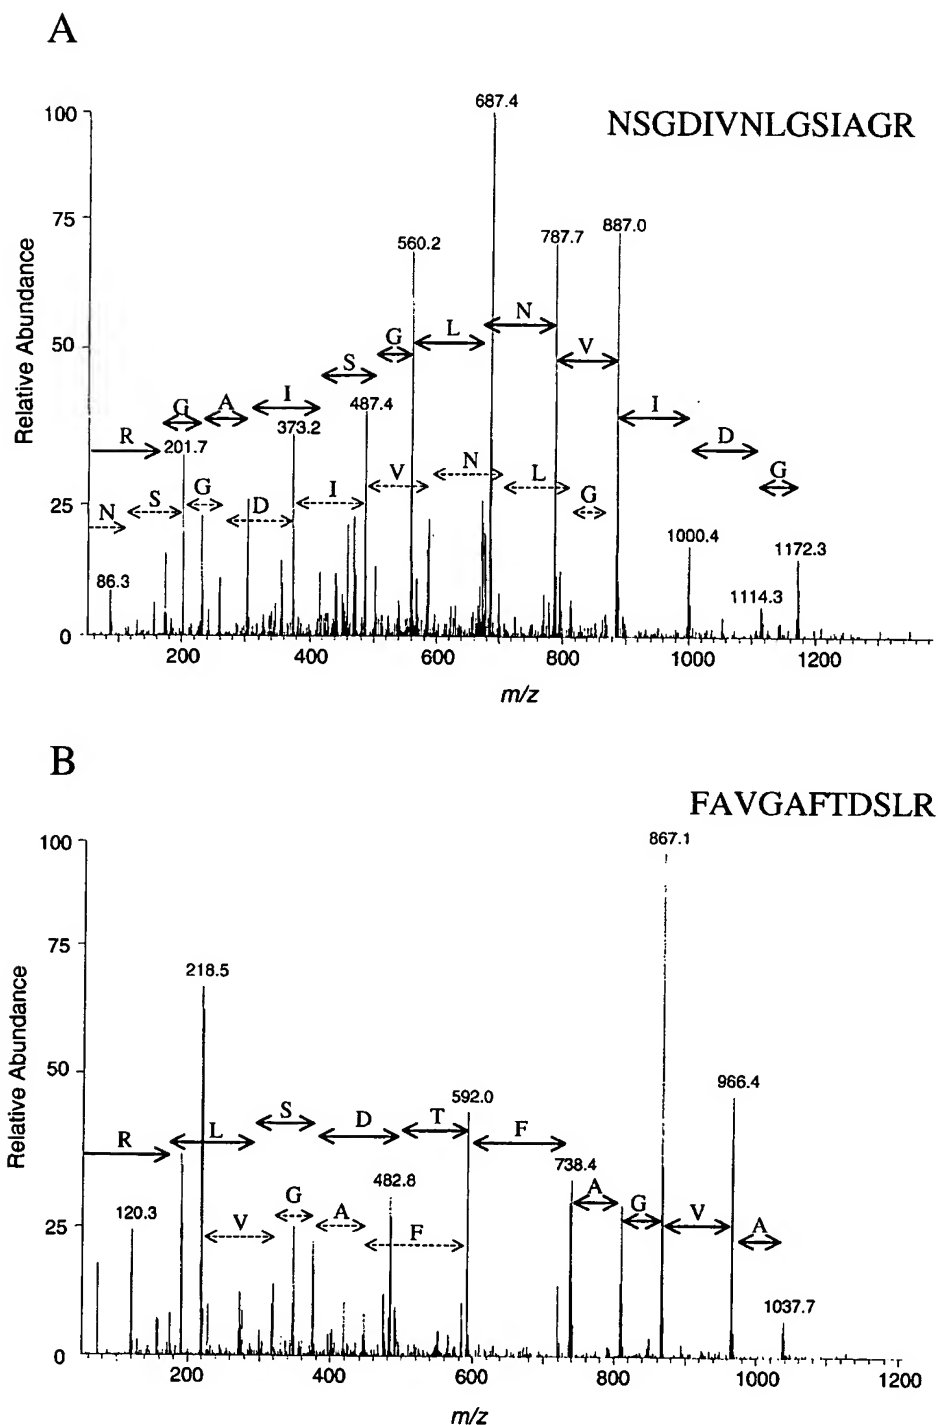 A
NSGDIVNLGSIAGR
Relative Abundance
100
75
50
25
0
687.4
560.2
787.7
887.0
N
L
G
V
S
I
I
A
G
487.4
373.2
R
201.7
D
G
N
V
I
L
G
S
G
D
N
86.3
1000.4
1172.3
1114.3
200 400 600 800 1000 1200
m/z
B
FAVGAFTDSLR
Relative Abundance
100
75
50
25
0
867.1
218.5
966.4
592.0
S
D
T
F
R
L
738.4
A
G
V
A
482.8
120.3
G
A
V
F
1037.7
200 400 600 800 1000 1200
m/z